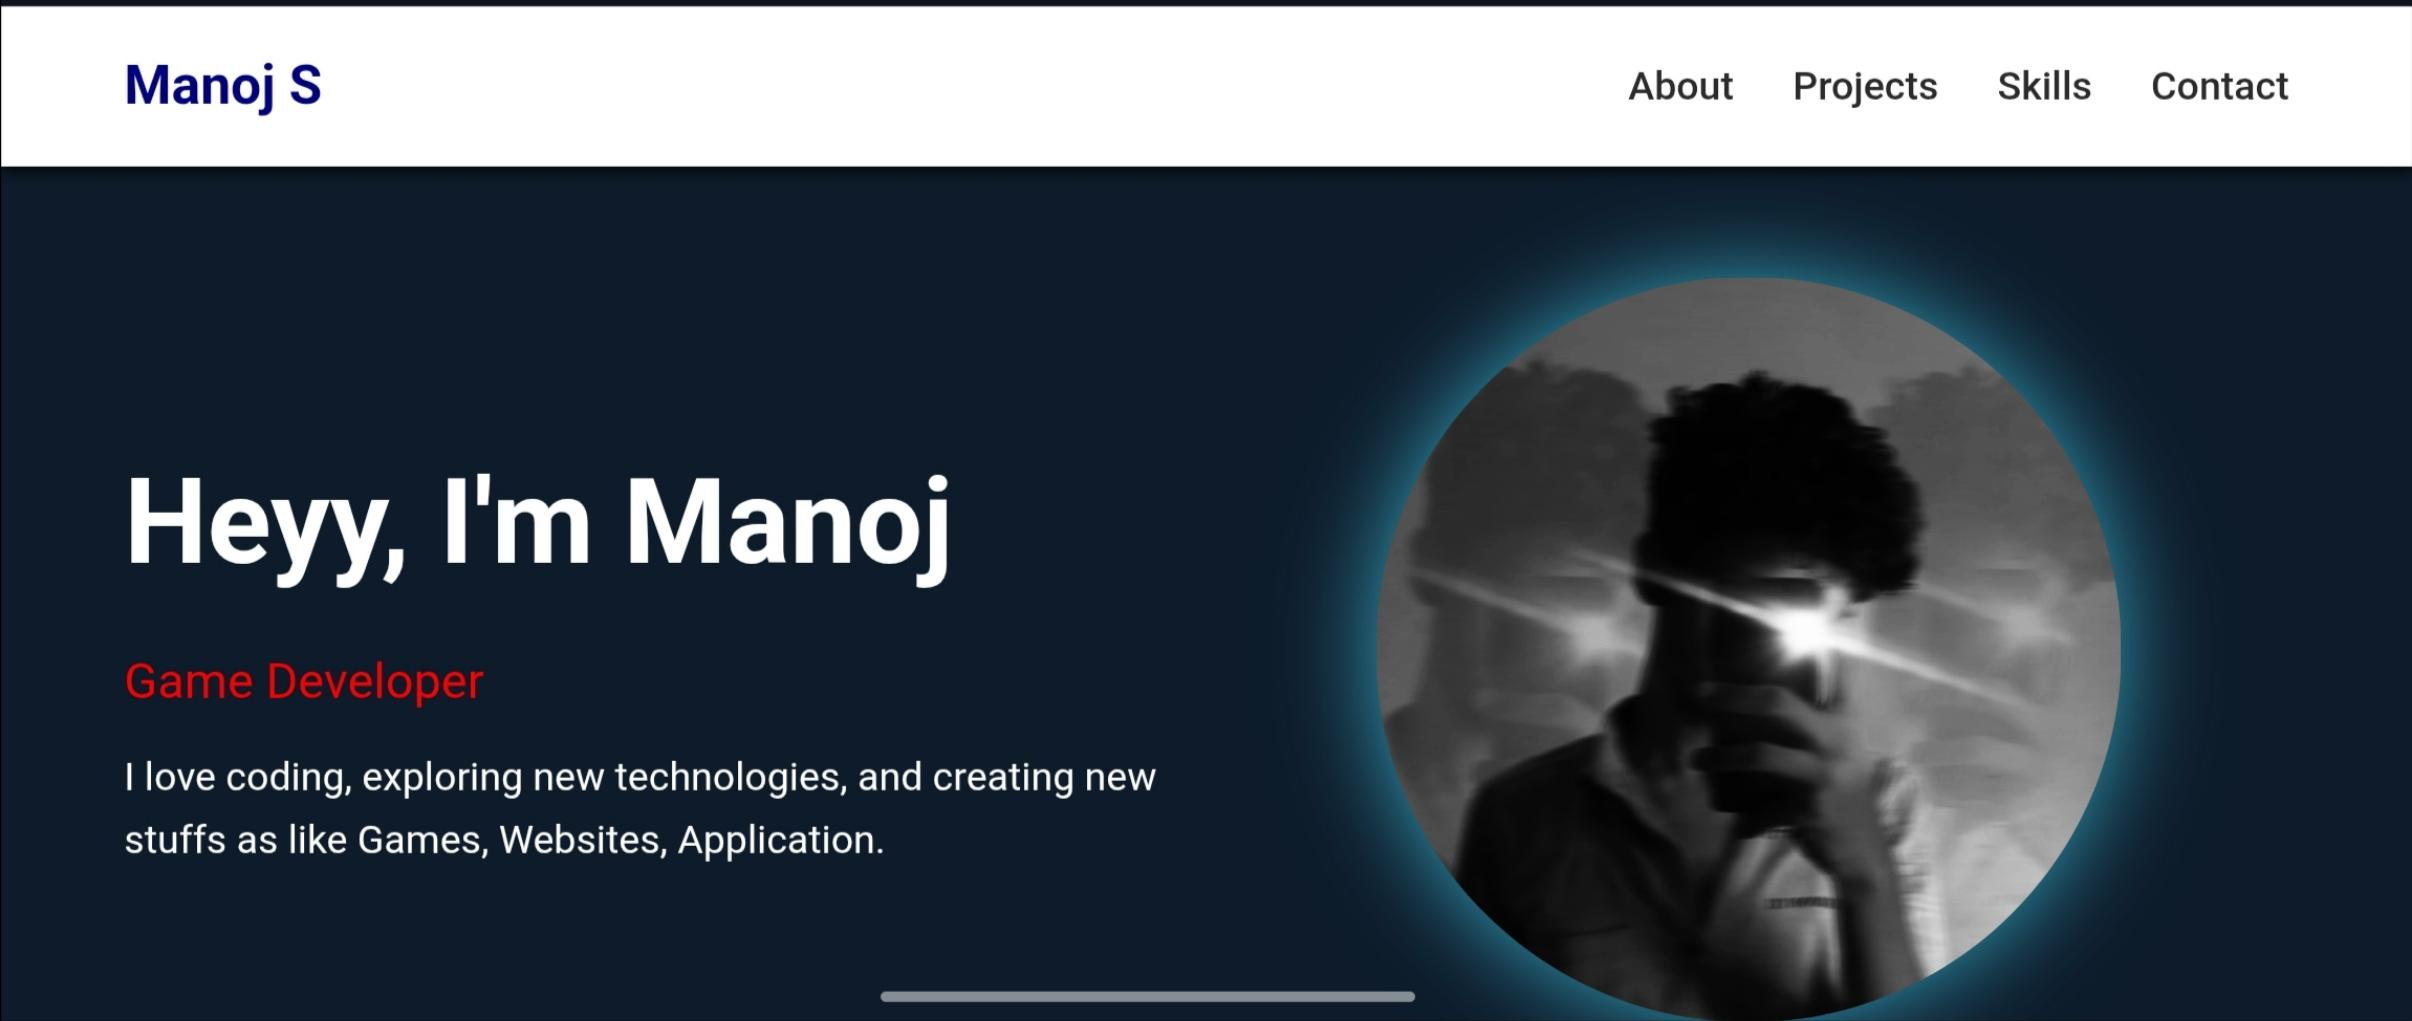 Manoj S
About Projects Skills Contact
Heyy, I'm Manoj
Game Developer
I love coding, exploring new technologies, and creating new
stuffs as like Games, Websites, Application.